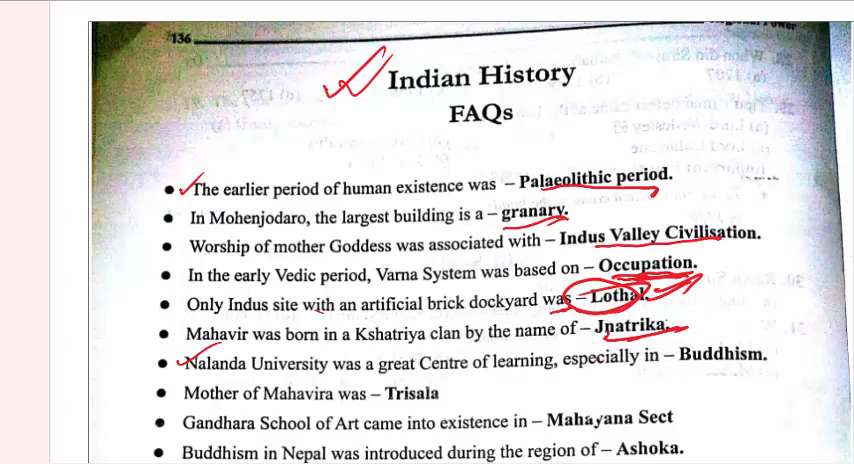 136
Indian History
FAQs
• The earlier period of human existence was – Palaeolithic period.
• In Mohenjodaro, the largest building is a – granary.
• Worship of mother Goddess was associated with – Indus Valley Civilisation.
• In the early Vedic period, Varna System was based on – Occupation.
• Only Indus site with an artificial brick dockyard was – Lothal.
• Mahavir was born in a Kshatriya clan by the name of – Jnatrika.
• Nalanda University was a great Centre of learning, especially in – Buddhism.
• Mother of Mahavira was – Trisala
• Gandhara School of Art came into existence in – Mahayana Sect
• Buddhism in Nepal was introduced during the region of – Ashoka.